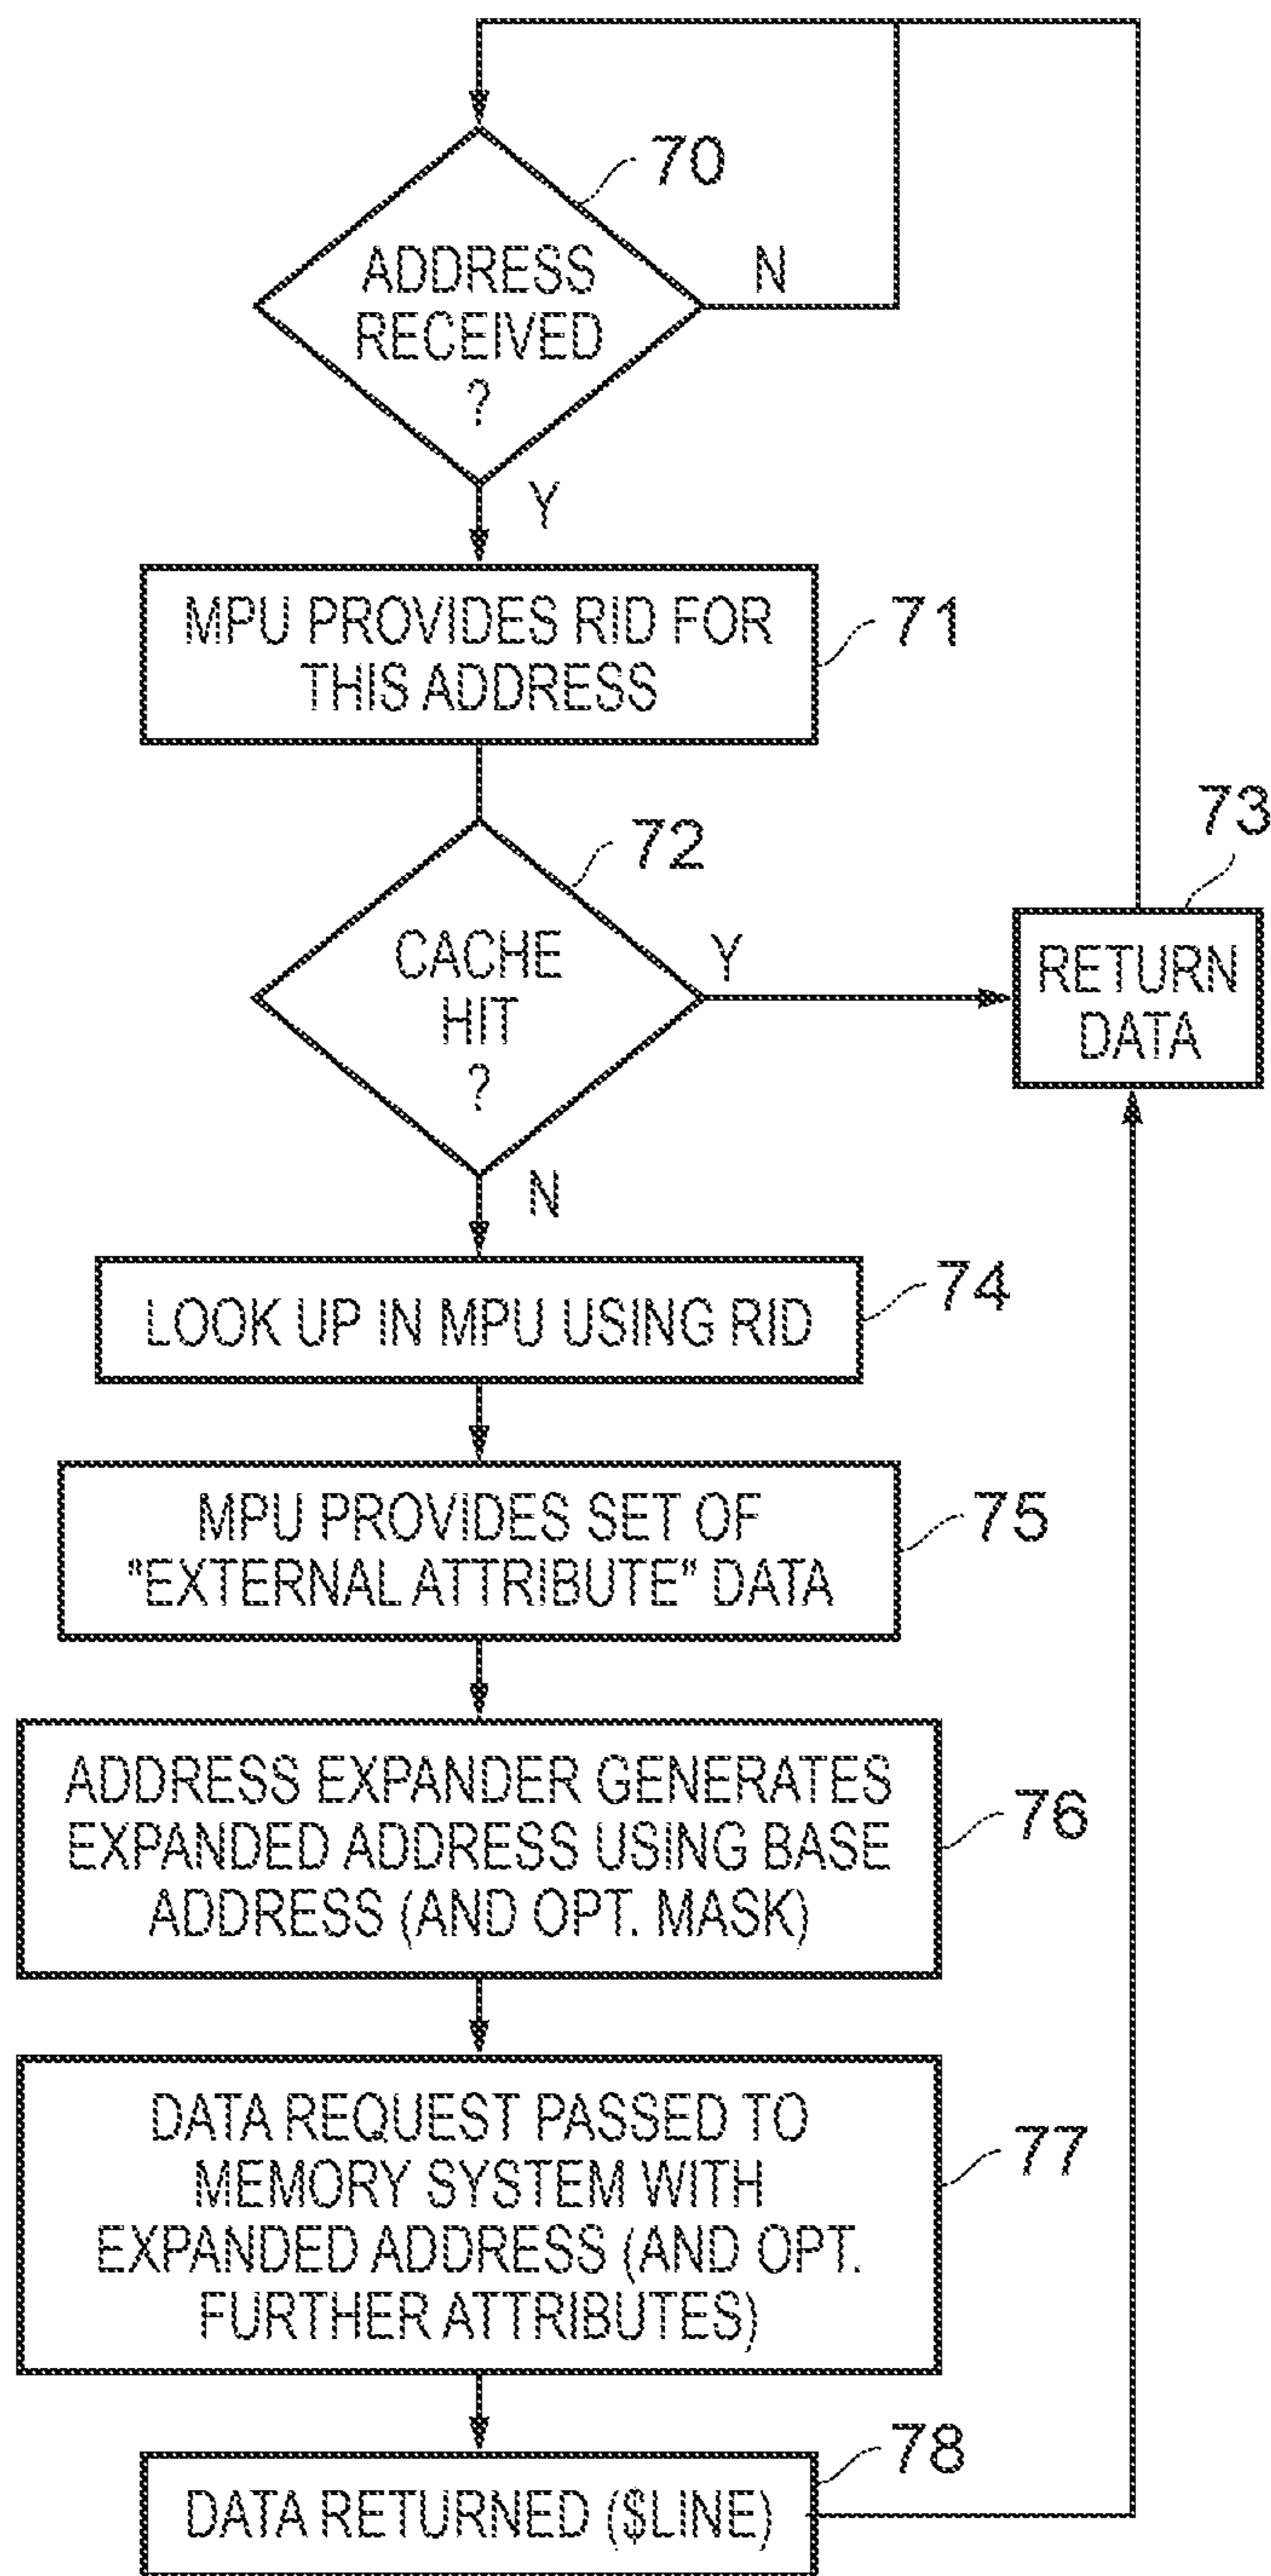 70
ADDRESS
RECEIVED
?
N
Y
MPU PROVIDES RID FOR
THIS ADDRESS
71
72
CACHE
HIT
?
Y
73
RETURN
DATA
N
LOOK UP IN MPU USING RID
74
MPU PROVIDES SET OF
"EXTERNAL ATTRIBUTE" DATA
75
ADDRESS EXPANDER GENERATES
EXPANDED ADDRESS USING BASE
ADDRESS (AND OPT. MASK)
76
DATA REQUEST PASSED TO
MEMORY SYSTEM WITH
EXPANDED ADDRESS (AND OPT.
FURTHER ATTRIBUTES)
77
78
DATA RETURNED ($LINE)